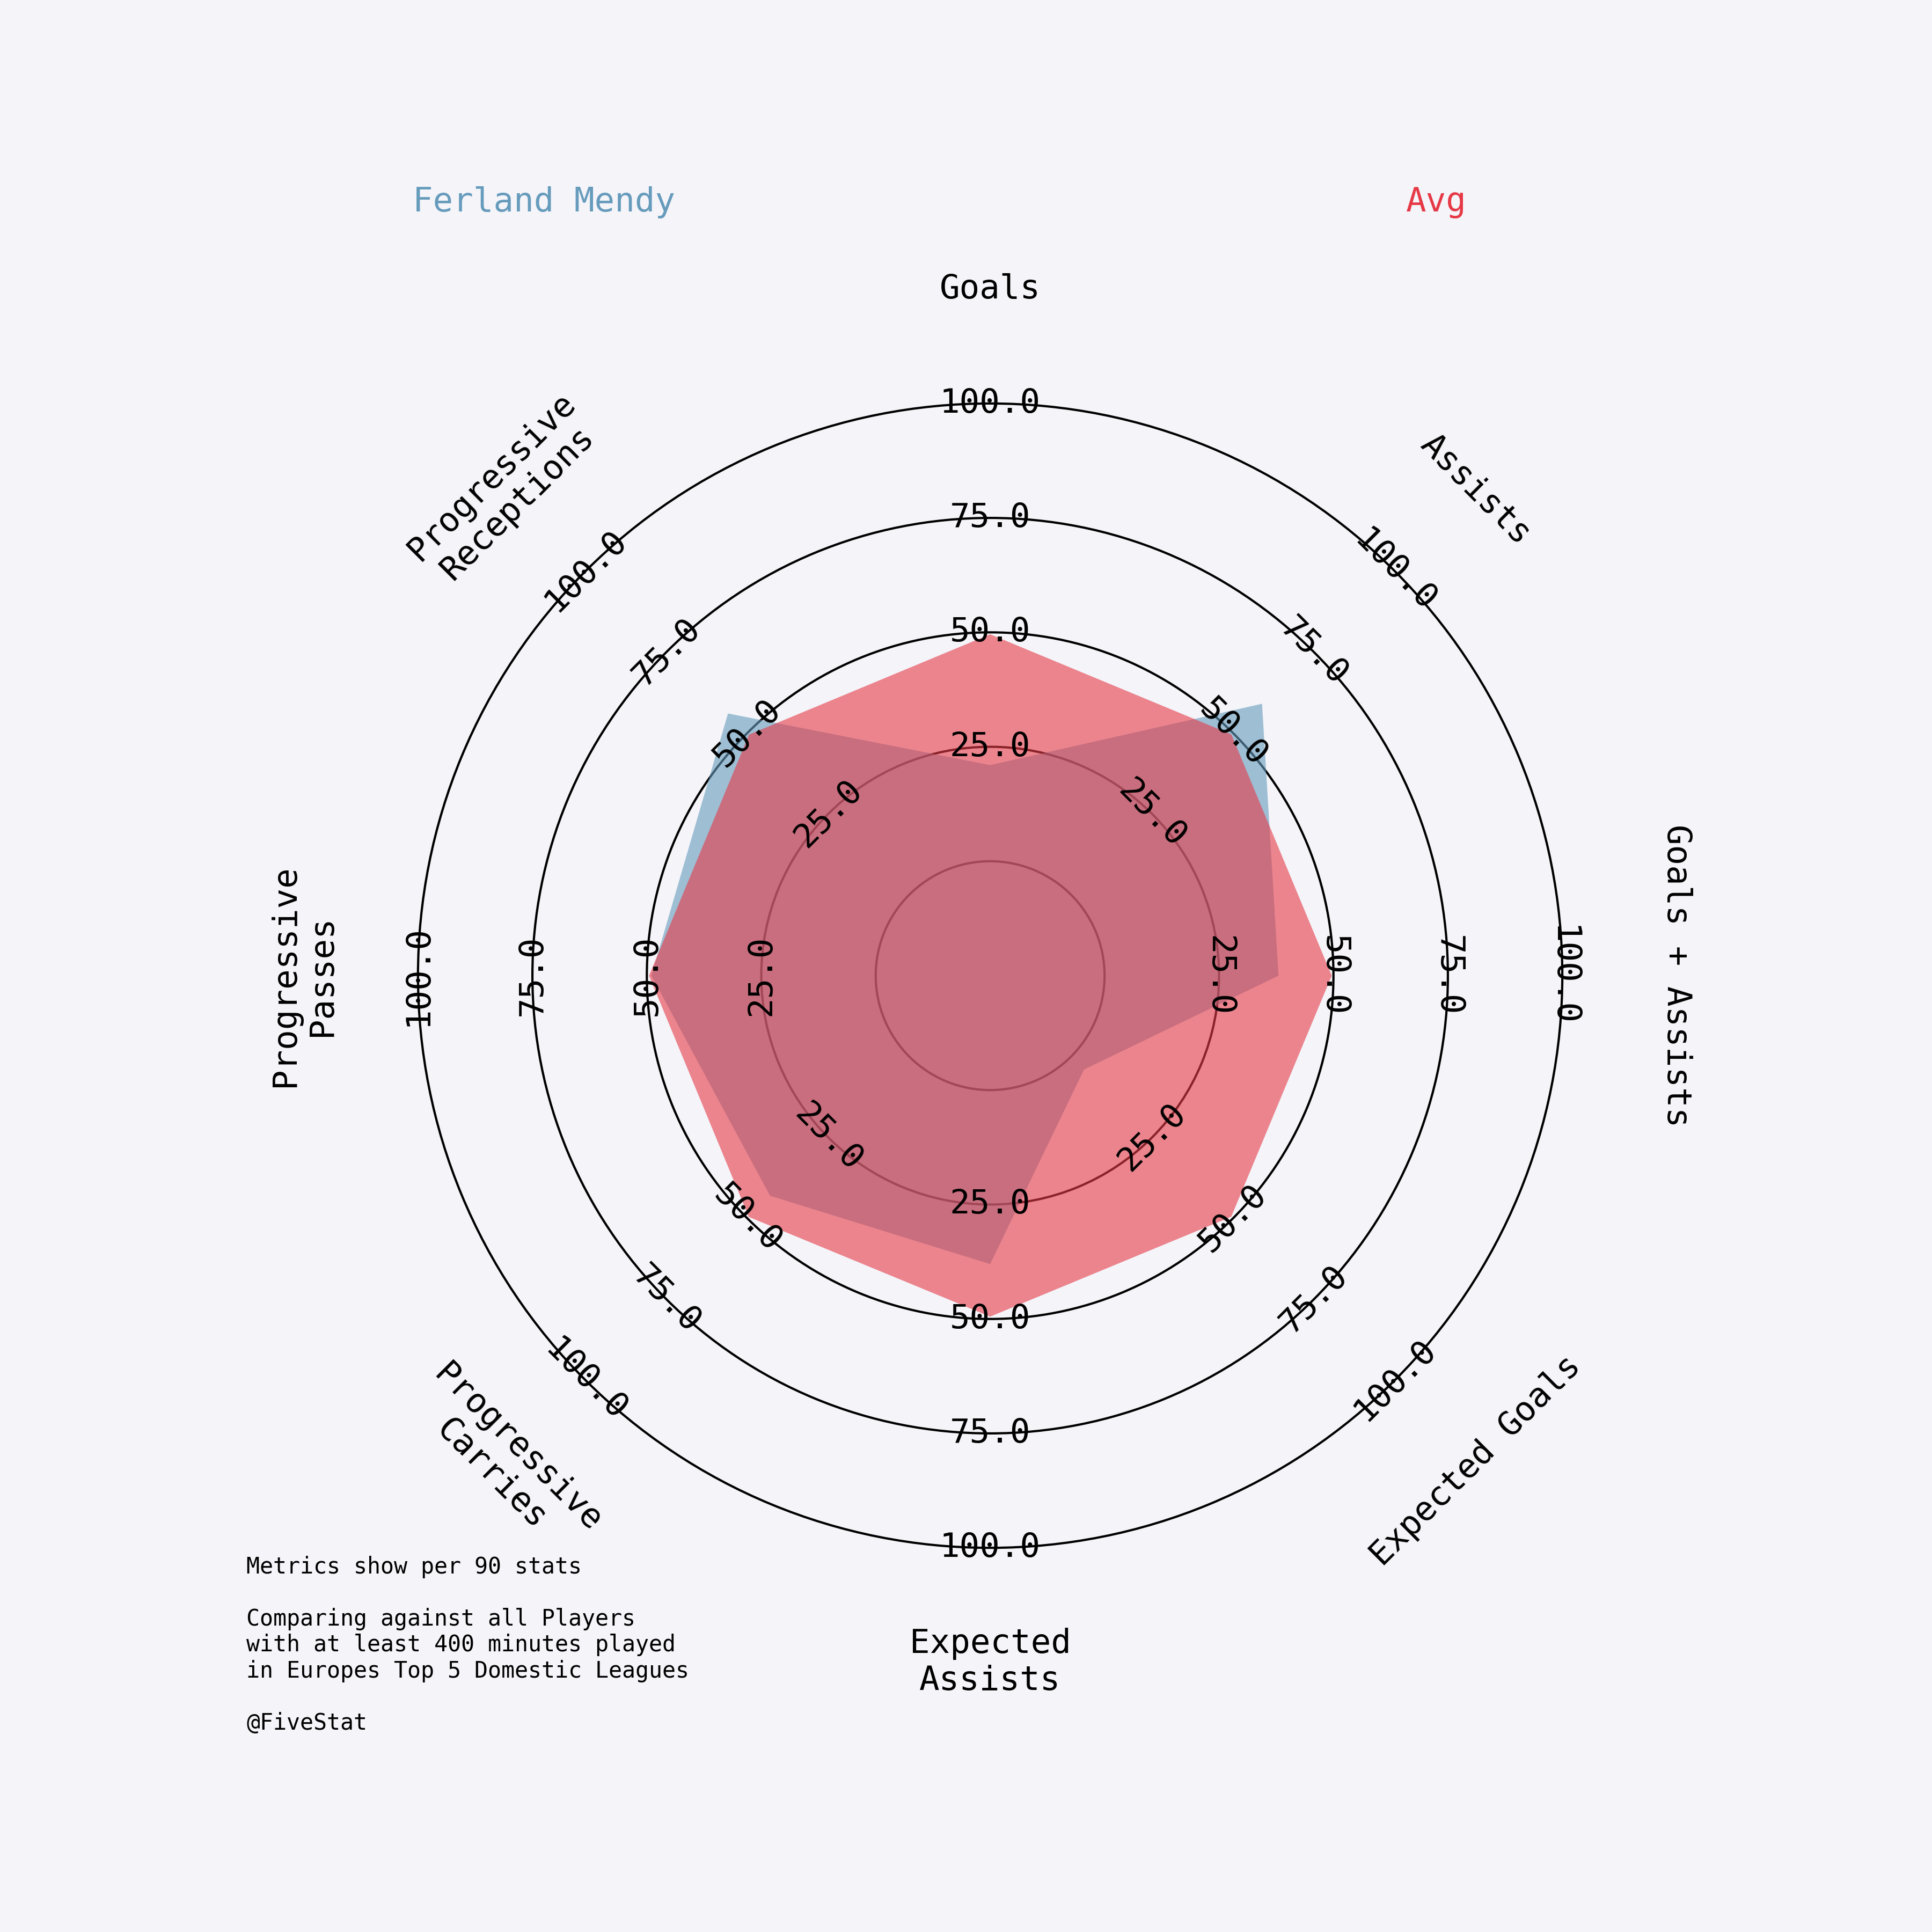 Ferland Mendy
Avg
Goals
Assists
Goals + Assists
Expected Goals
Expected
Assists
Progressive
Carries
Progressive
Passes
Progressive
Receptions
25.0
50.0
75.0
100.0
25.0
50.0
75.0
100.0
25.0
50.0
75.0
100.0
25.0
50.0
75.0
100.0
25.0
50.0
75.0
100.0
25.0
50.0
75.0
100.0
25.0
50.0
75.0
100.0
25.0
50.0
75.0
100.0
Metrics show per 90 stats
Comparing against all Players
with at least 400 minutes played
in Europes Top 5 Domestic Leagues
@FiveStat